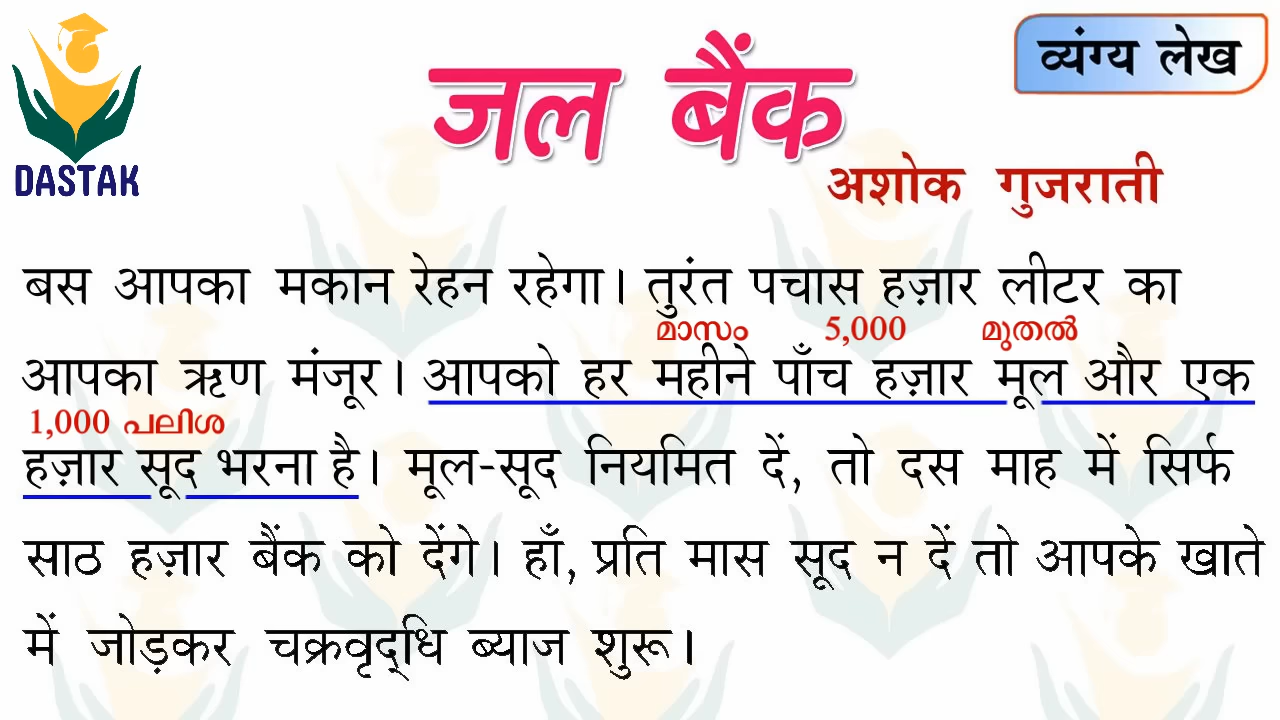 व्यंग्य लेख
जल बैंक
DASTAK
अशोक गुजराती
बस आपका मकान रेहन रहेगा। तुरंत पचास हज़ार लीटर का
മാസം 5,000 മുതൽ
आपका ऋण मंजूर। आपको हर महीने पाँच हज़ार मूल और एक
1,000 പലിശ
हज़ार सूद भरना है। मूल-सूद नियमित दें, तो दस माह में सिर्फ
साठ हज़ार बैंक को देंगे। हाँ, प्रति मास सूद न दें तो आपके खाते
में जोड़कर चक्रवृद्‌धि ब्याज शुरू।